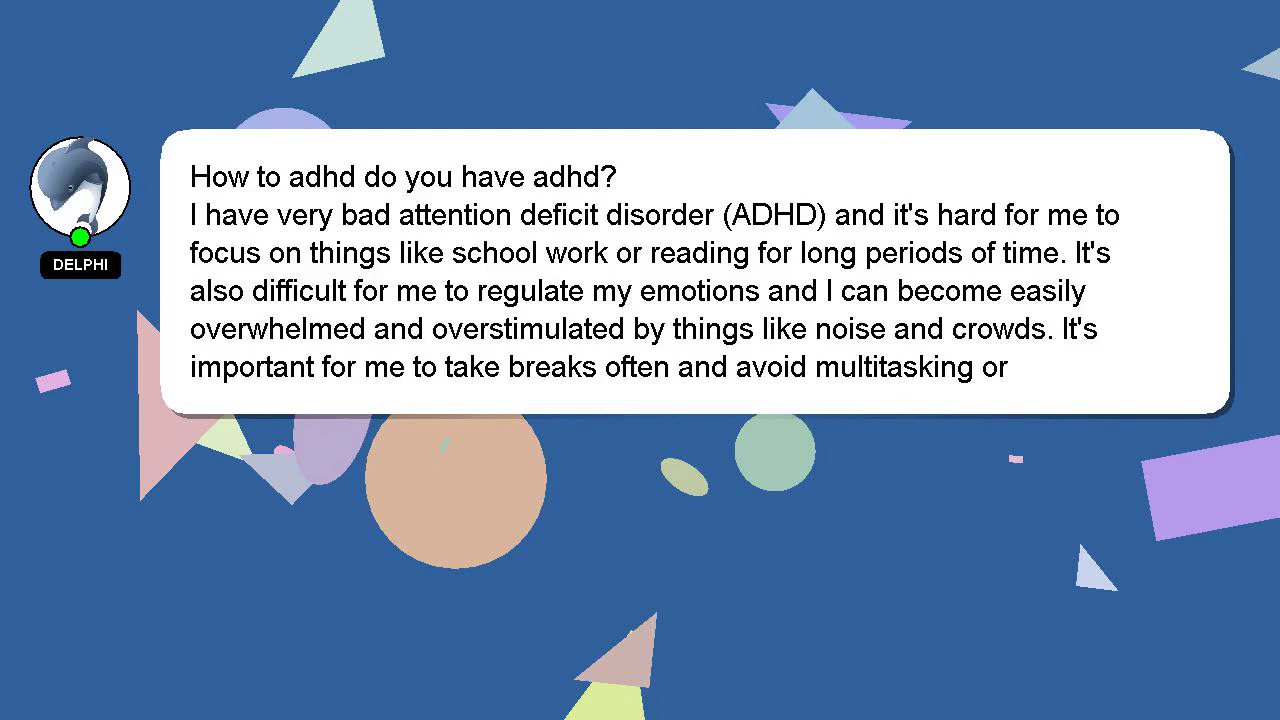 How to adhd do you have adhd?
I have very bad attention deficit disorder (ADHD) and it's hard for me to
focus on things like school work or reading for long periods of time. It's
also difficult for me to regulate my emotions and I can become easily
overwhelmed and overstimulated by things like noise and crowds. It's
important for me to take breaks often and avoid multitasking or
DELPHI